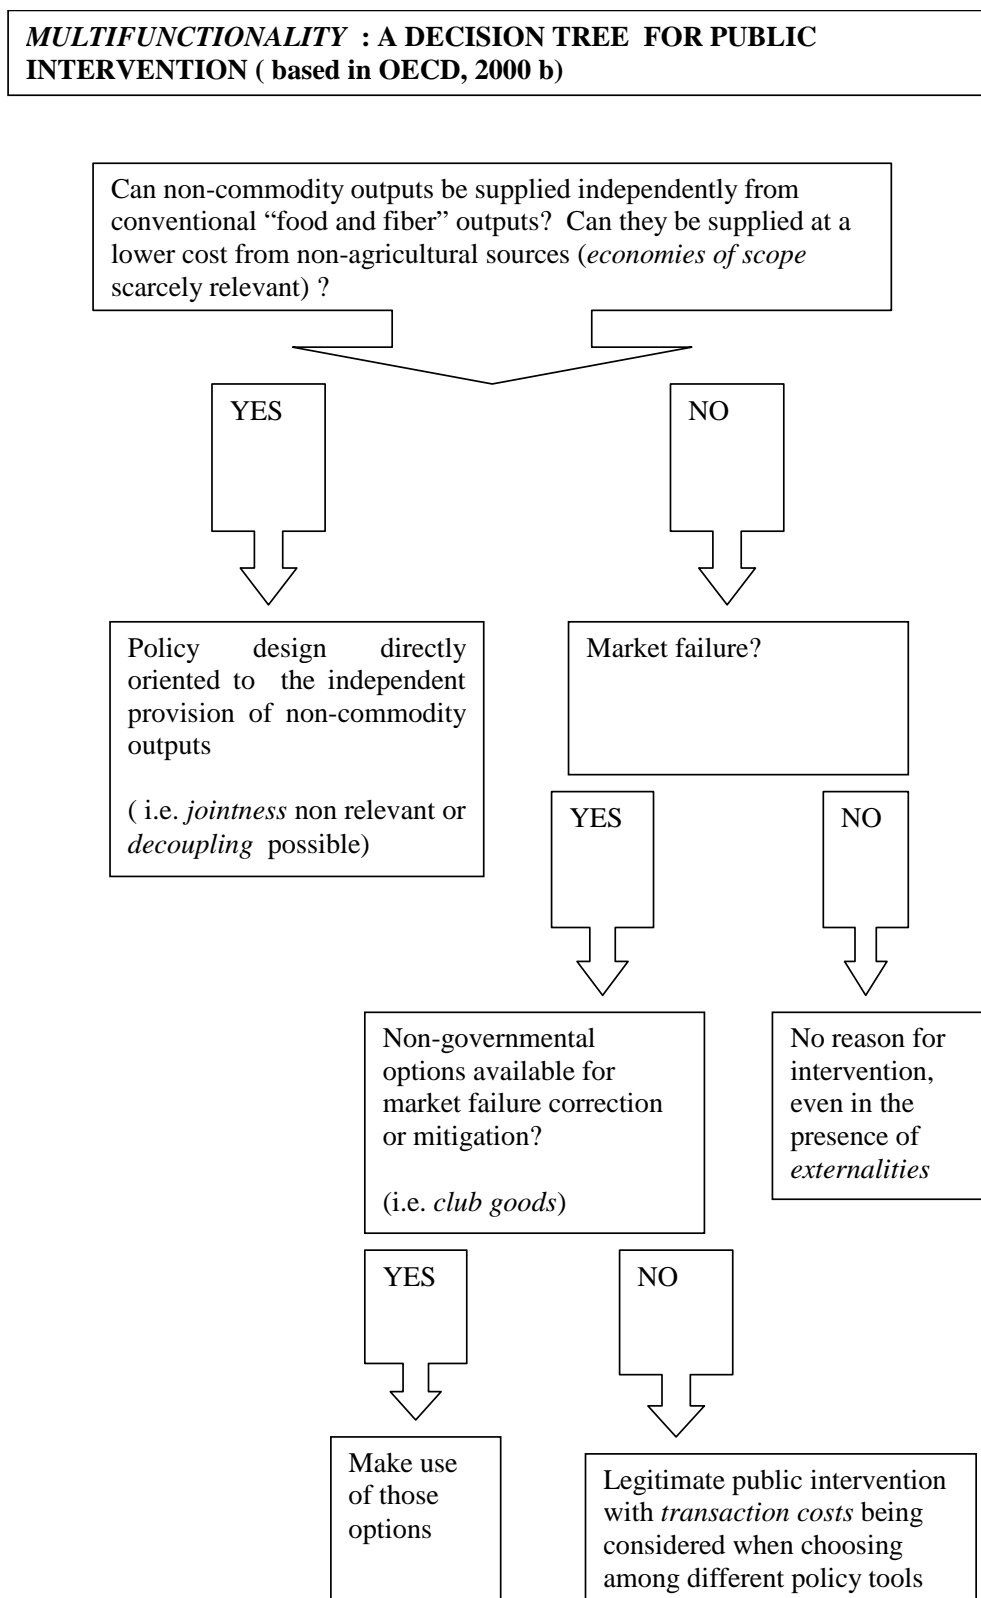 MULTIFUNCTIONALITY : A DECISION TREE FOR PUBLIC
INTERVENTION ( based in OECD, 2000 b)
Can non-commodity outputs be supplied independently from
conventional “food and fiber” outputs? Can they be supplied at a
lower cost from non-agricultural sources (economies of scope
scarcely relevant) ?
YES
NO
Policy design directly
oriented to the independent
provision of non-commodity
outputs
( i.e. jointness non relevant or
decoupling possible)
Market failure?
YES
NO
Non-governmental
options available for
market failure correction
or mitigation?
(i.e. club goods)
No reason for
intervention,
even in the
presence of
externalities
YES
NO
Make use
of those
options
Legitimate public intervention
with transaction costs being
considered when choosing
among different policy tools